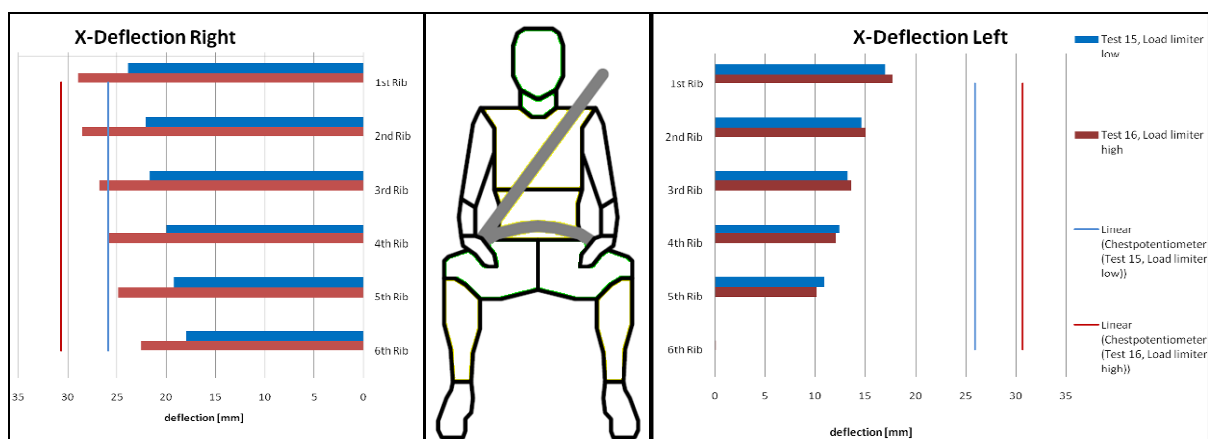 X-Deflection Right
1st Rib
2nd Rib
3rd Rib
4th Rib
5th Rib
6th Rib
35 30 25 20 15 10 5 0
deflection [mm]
X-Deflection Left
1st Rib
2nd Rib
3rd Rib
4th Rib
5th Rib
6th Rib
0 5 10 15 20 25 30 35
deflection [mm]
Test 15, Load limiter
low
Test 16, Load limiter
high
Linear
(Chestpotentiometer
(Test 15, Load limiter
low))
Linear
(Chestpotentiometer
(Test 16, Load limiter
high))